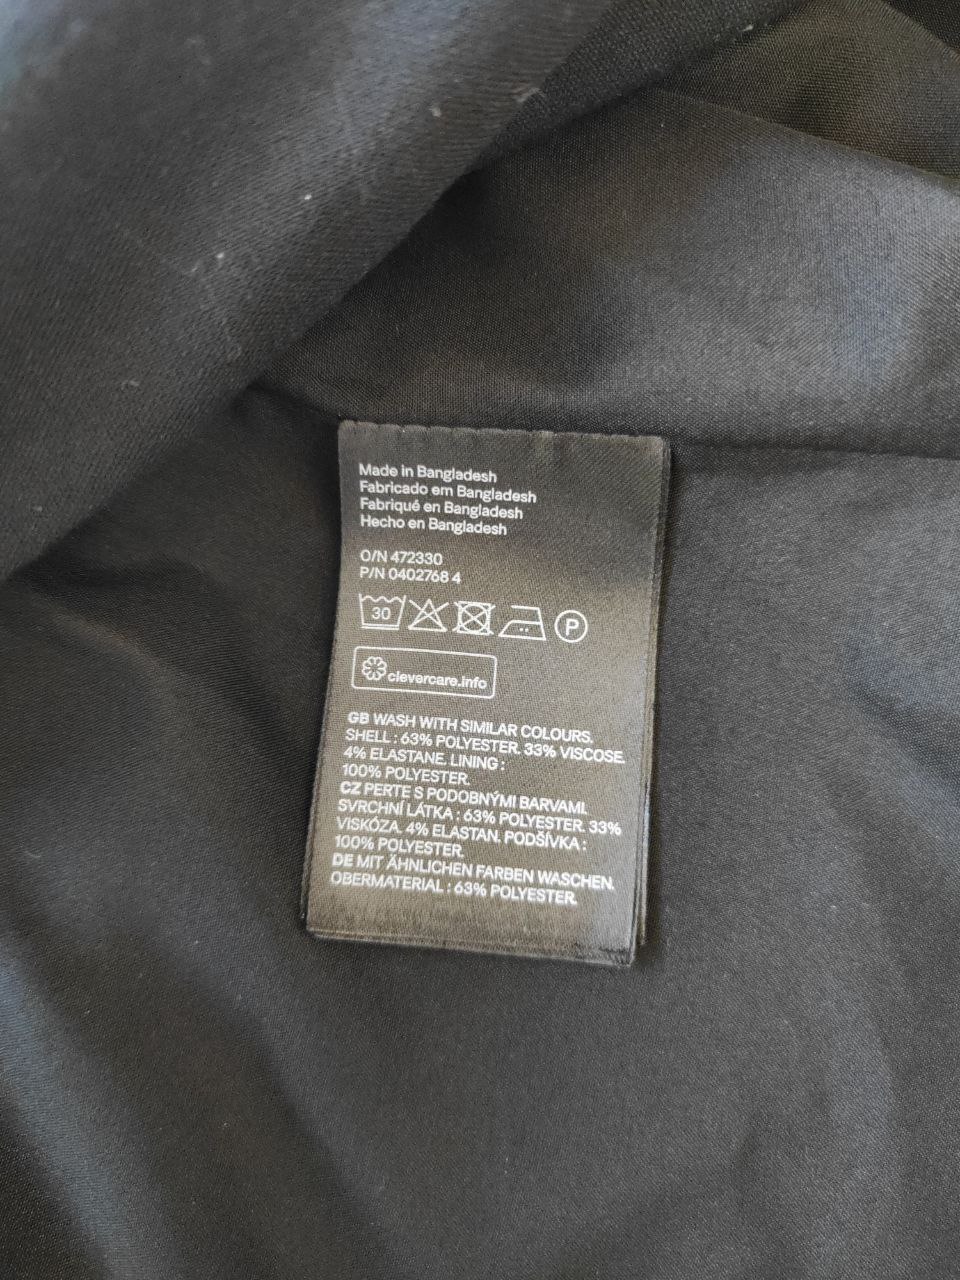 Made in Bangladesh
Fabricado em Bangladesh
Fabriqué en Bangladesh
Hecho en Bangladesh
O/N 472330
P/N 0402768 4
30 P
clevercare.info
GB WASH WITH SIMILAR COLOURS.
SHELL : 63% POLYESTER. 33% VISCOSE.
4% ELASTANE. LINING :
100% POLYESTER.
CZ PERTE S PODOBNÝMI BARVAMI.
SVRCHNÍ LÁTKA : 63% POLYESTER. 33%
VISKÓZA. 4% ELASTAN. PODŠÍVKA :
100% POLYESTER.
DE MIT ÄHNLICHEN FARBEN WASCHEN.
OBERMATERIAL : 63% POLYESTER.